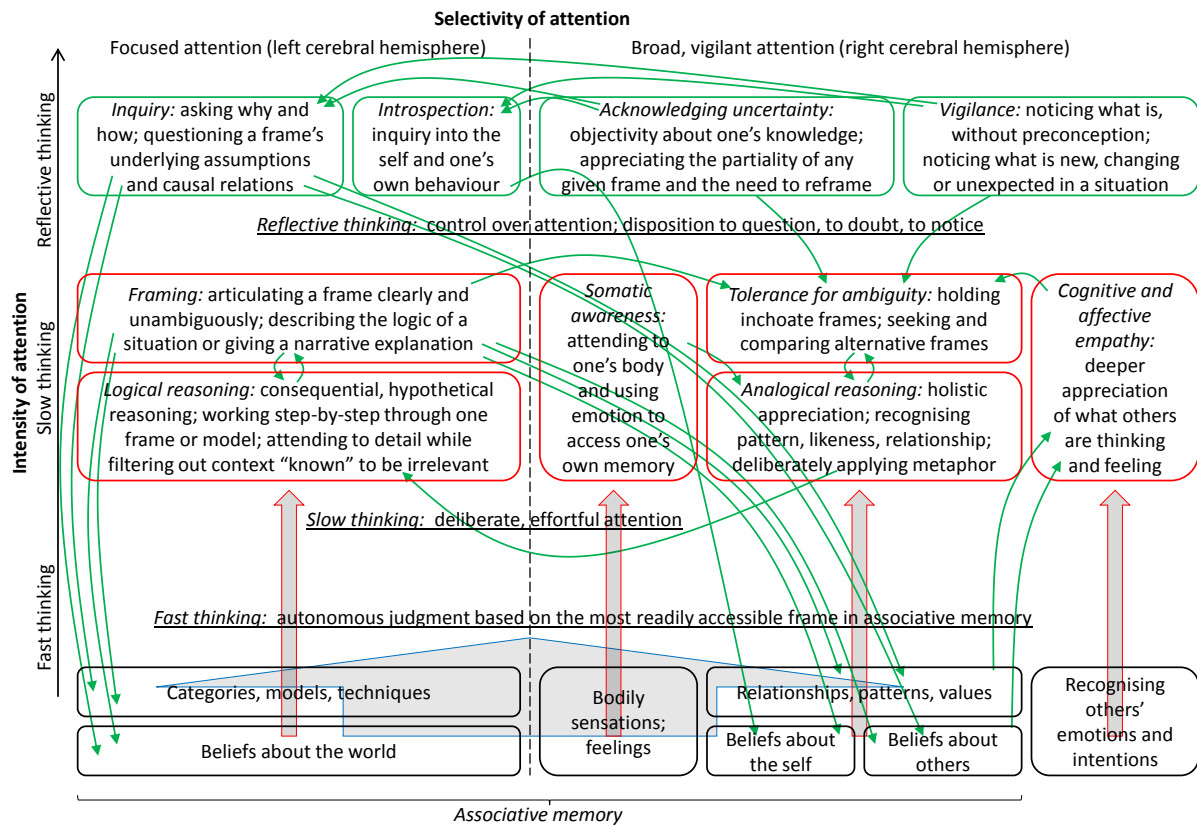 Selectivity of attention
Focused attention (left cerebral hemisphere)
Broad, vigilant attention (right cerebral hemisphere)
Intensity of attention
Reflective thinking
Slow thinking
Fast thinking
Inquiry: asking why and
how; questioning a frame's
underlying assumptions
and causal relations
Introspection:
inquiry into the
self and one's
own behaviour
Acknowledging uncertainty:
objectivity about one's knowledge;
appreciating the partiality of any
given frame and the need to reframe
Vigilance: noticing what is,
without preconception;
noticing what is new, changing
or unexpected in a situation
Reflective thinking: control over attention; disposition to question, to doubt, to notice
Framing: articulating a frame clearly and
unambiguously; describing the logic of a
situation or giving a narrative explanation
Logical reasoning: consequential, hypothetical
reasoning; working step-by-step through one
frame or model; attending to detail while
filtering out context “known” to be irrelevant
Somatic
awareness:
attending to
one's body
and using
emotion to
access one's
own memory
Tolerance for ambiguity: holding
inchoate frames; seeking and
comparing alternative frames
Analogical reasoning: holistic
appreciation; recognising
pattern, likeness, relationship;
deliberately applying metaphor
Cognitive and
affective
empathy:
deeper
appreciation
of what others
are thinking
and feeling
Slow thinking: deliberate, effortful attention
Fast thinking: autonomous judgment based on the most readily accessible frame in associative memory
Categories, models, techniques
Beliefs about the world
Bodily
sensations;
feelings
Relationships, patterns, values
Beliefs about
the self
Beliefs about
others
Recognising
others'
emotions and
intentions
Associative memory